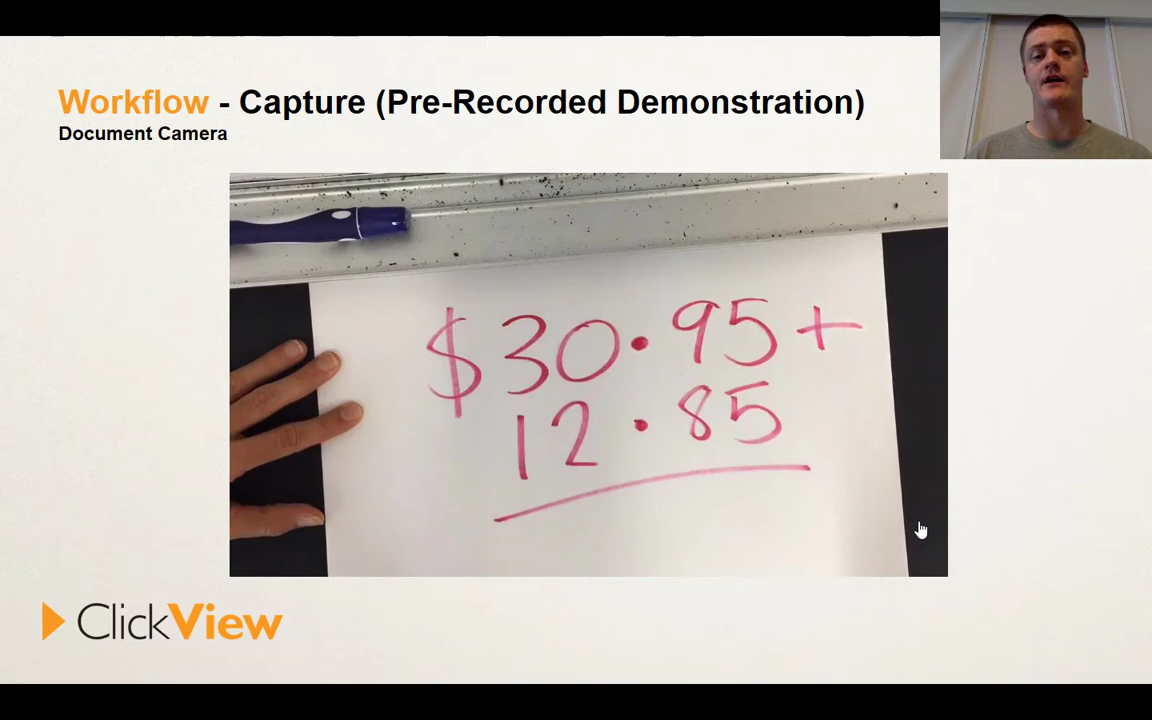 Workflow - Capture (Pre-Recorded Demonstration)
Document Camera
$30.95+
12.85
ClickView